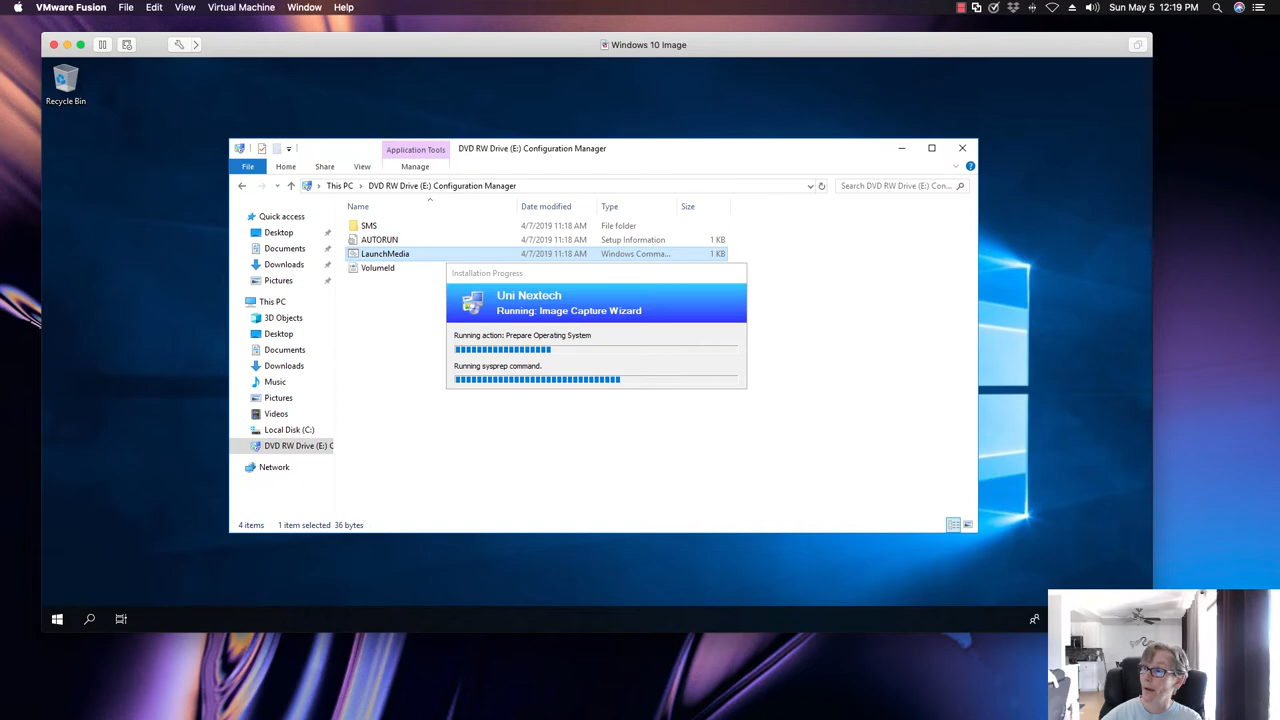 VMware Fusion File Edit View Virtual Machine Window Help Sun May 5 12:19 PM
Windows 10 Image
Recycle Bin
Application Tools DVD RW Drive (E:) Configuration Manager
File Home Share View Manage
This PC DVD RW Drive (E:) Configuration Manager Search DVD RW Drive (E:) Con...
Name Date modified Type Size
Quick access
Desktop
Documents
Downloads
Pictures
This PC
3D Objects
Desktop
Documents
Downloads
Music
Pictures
Videos
Local Disk (C:)
DVD RW Drive (E:) C
Network
SMS 4/7/2019 11:18 AM File folder
AUTORUN 4/7/2019 11:18 AM Setup Information 1 KB
LaunchMedia 4/7/2019 11:18 AM Windows Comma... 1 KB
VolumeId
Installation Progress
Uni Nextech
Running: Image Capture Wizard
Running action: Prepare Operating System
Running sysprep command.
4 items 1 item selected 36 bytes